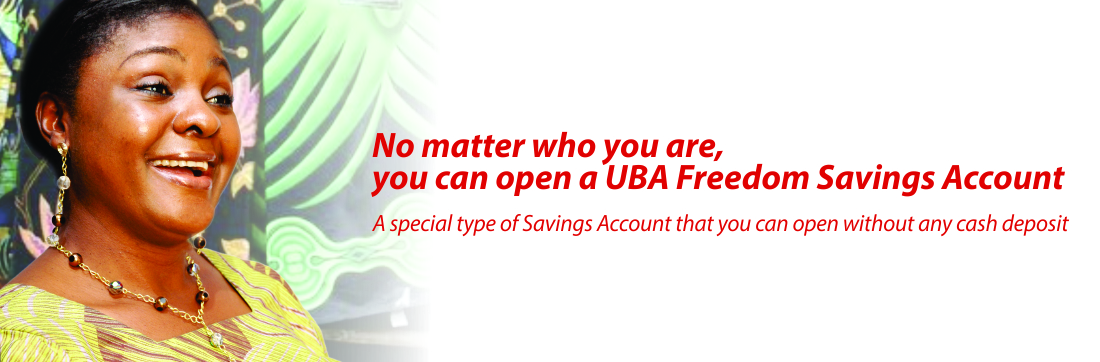 No matter who you are,
you can open a UBA Freedom Savings Account
A special type of Savings Account that you can open without any cash deposit